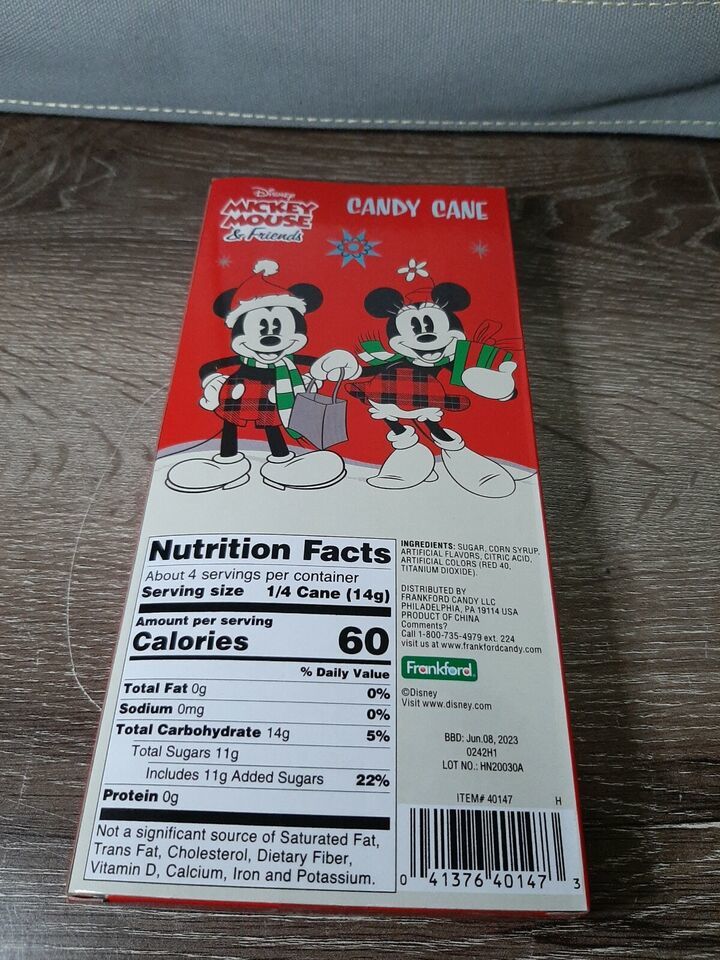 Disney
MICKEY
MOUSE
& Friends
CANDY CANE
Nutrition Facts
About 4 servings per container
Serving size 1/4 Cane (14g)
Amount per serving
Calories 60
% Daily Value
Total Fat 0g 0%
Sodium 0mg 0%
Total Carbohydrate 14g 5%
Total Sugars 11g
Includes 11g Added Sugars 22%
Protein 0g
Not a significant source of Saturated Fat,
Trans Fat, Cholesterol, Dietary Fiber,
Vitamin D, Calcium, Iron and Potassium.
INGREDIENTS: SUGAR, CORN SYRUP,
ARTIFICIAL FLAVORS, CITRIC ACID,
ARTIFICIAL COLORS (RED 40,
TITANIUM DIOXIDE).
DISTRIBUTED BY
FRANKFORD CANDY LLC
PHILADELPHIA, PA 19114 USA
PRODUCT OF CHINA
Comments?
Call 1-800-735-4979 ext. 224
visit us at www.frankfordcandy.com
Frankford
©Disney
Visit www.disney.com
BBD: Jun.08, 2023
0242H1
LOT NO.: HN20030A
ITEM# 40147 H
0 41376 40147 3